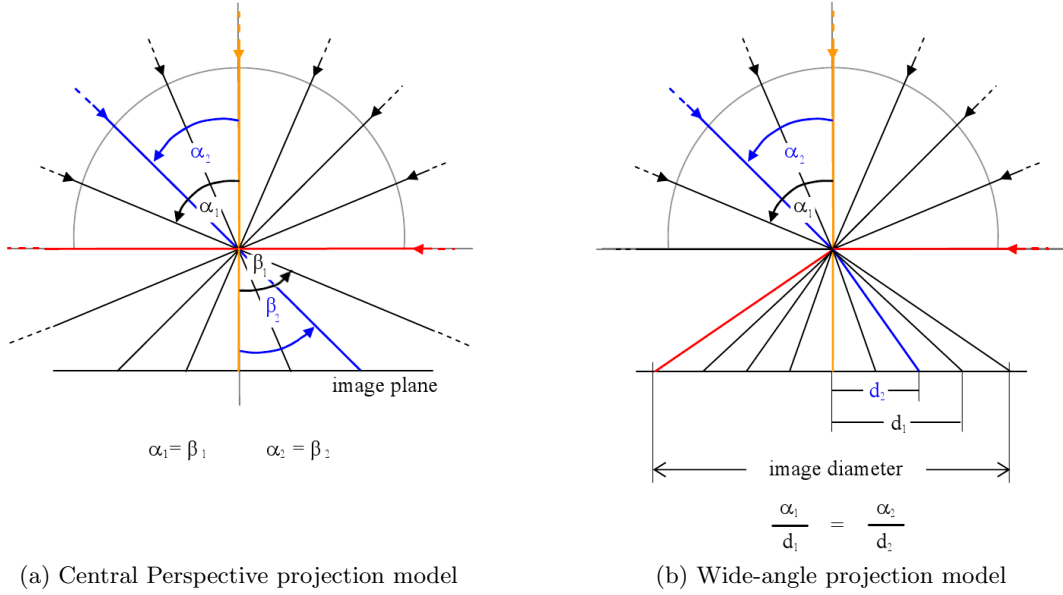 α₂
α₁
β₁
β₂
image plane
α₁ = β₁
α₂ = β₂
(a) Central Perspective projection model
α₂
α₁
d₂
d₁
image diameter
α₁ / d₁ = α₂ / d₂
(b) Wide-angle projection model